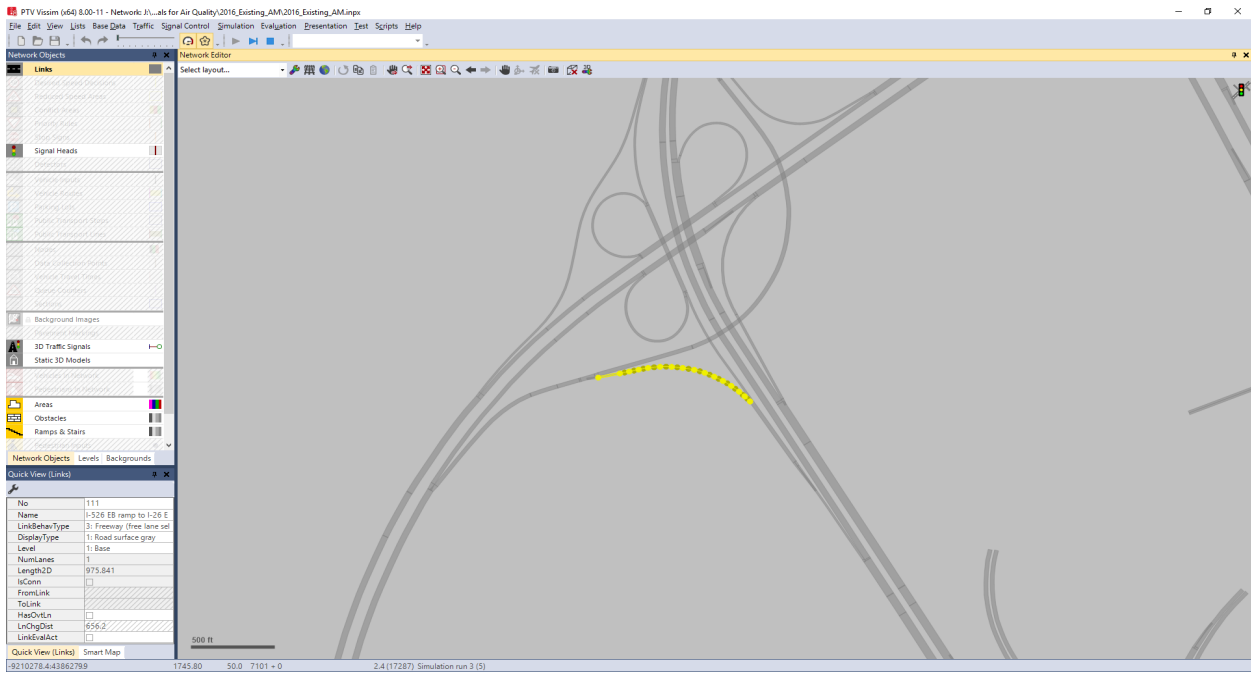 PTV Vissim (x64) 8.00-11 - Network: J:\...als for Air Quality\2016_Existing_AM\2016_Existing_AM.inpx
File Edit View Lists Base Data Traffic Signal Control Simulation Evaluation Presentation Test Scripts Help
Network Objects
Network Editor
Links
Select layout...
Signal Heads
Background Images
3D Traffic Signals
Static 3D Models
Areas
Obstacles
Ramps & Stairs
Network Objects Levels Backgrounds
Quick View (Links)
No 111
Name I-526 EB ramp to I-26 E
LinkBehavType 3: Freeway (free lane sel
DisplayType 1: Road surface gray
Level 1: Base
NumLanes 1
Length2D 975.841
IsConn
FromLink
ToLink
HasOvtLn
LnChgDist 656.2
LinkEvalAct
500 ft
Quick View (Links) Smart Map
-9210278.4:4386279.9 1745.80 50.0 7101 + 0 2.4 (17287) Simulation run 3 (5)